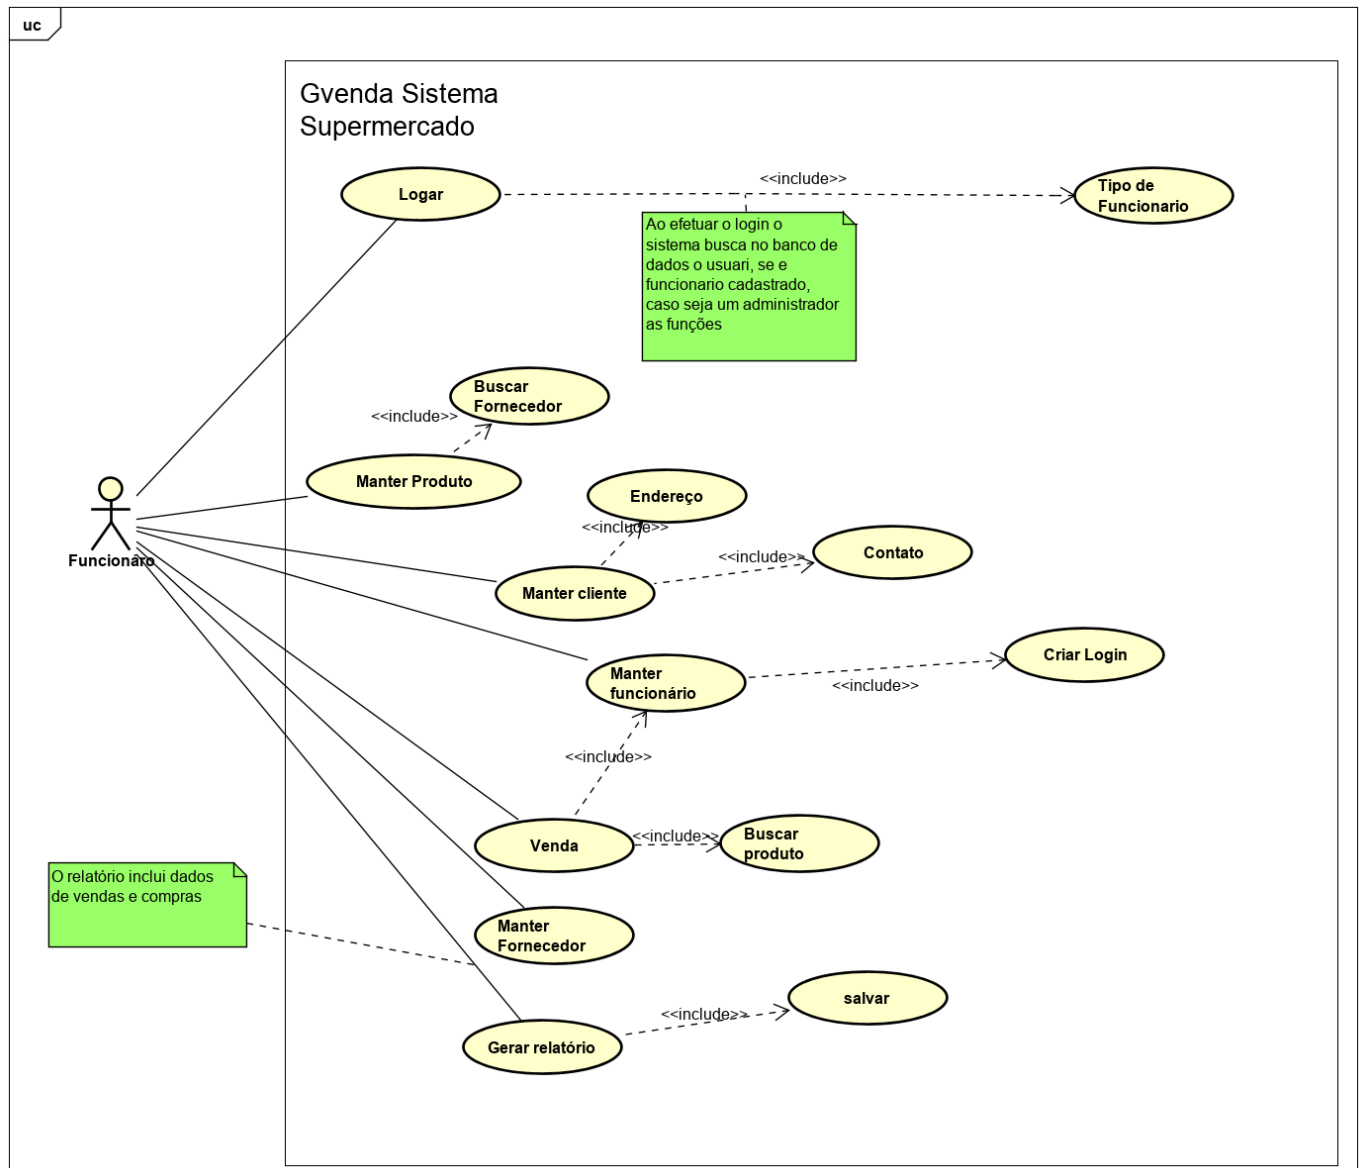 uc
Gvenda Sistema
Supermercado
Logar
<<include>>
Tipo de
Funcionario
Ao efetuar o login o
sistema busca no banco de
dados o usuari, se e
funcionario cadastrado,
caso seja um administrador
as funções
Buscar
Fornecedor
<<include>>
Manter Produto
Endereço
<<include>>
Funcionáro
Contato
<<include>>
Manter cliente
Criar Login
<<include>>
Manter
funcionário
<<include>>
Venda
<<include>>
Buscar
produto
O relatório inclui dados
de vendas e compras
Manter
Fornecedor
salvar
<<include>>
Gerar relatório